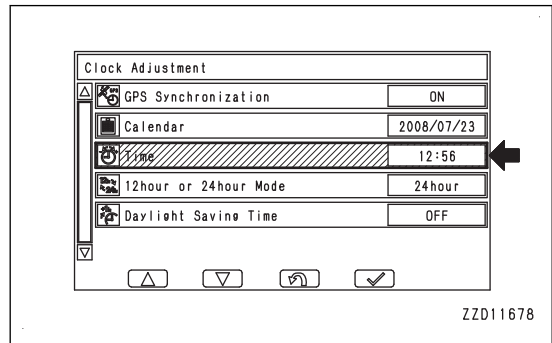 Clock Adjustment
GPS Synchronization ON
Calendar 2008/07/23
Time 12:56
12hour or 24hour Mode 24hour
Daylight Saving Time OFF
ZZD11678